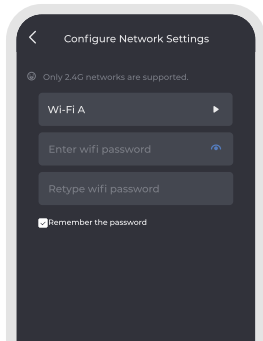 Configure Network Settings
Only 2.4G networks are supported.
Wi-Fi A
Enter wifi password
Retype wifi password
Remember the password